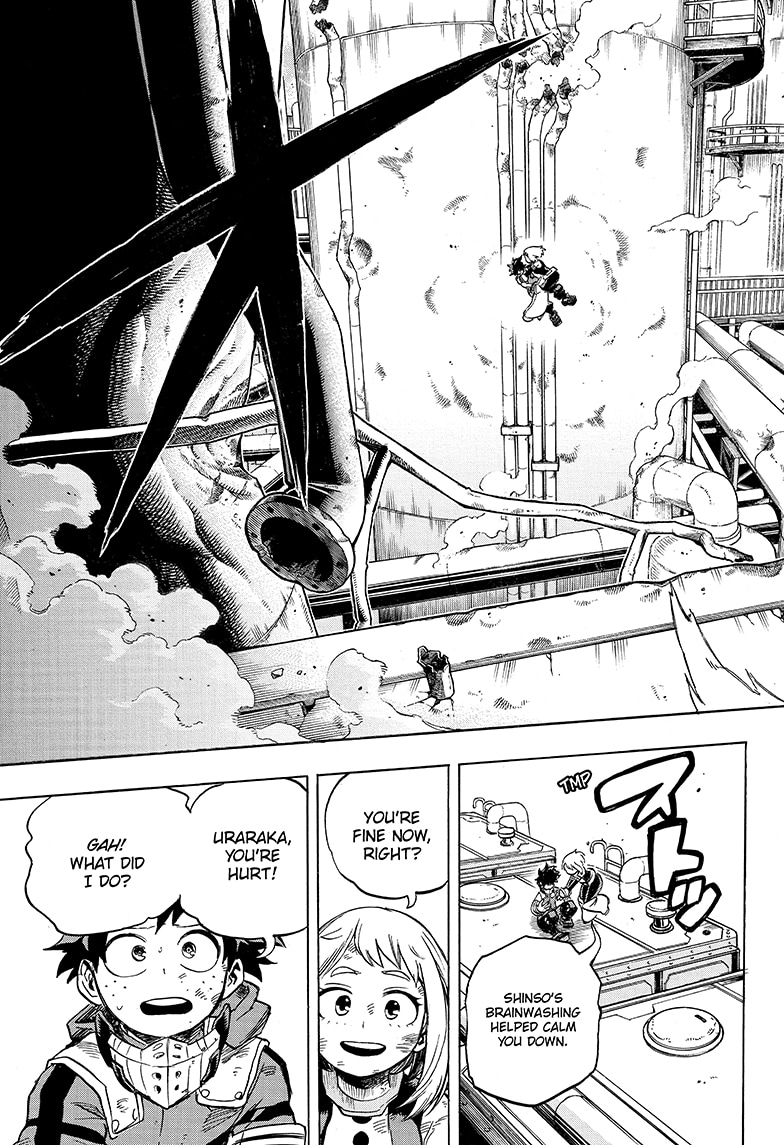 TMP
ストッ
SHINSO'S
BRAINWASHING
HELPED CALM
YOU DOWN.
YOU'RE
FINE NOW,
RIGHT?
URARAKA,
YOU'RE
HURT!
GAH!
WHAT DID
I DO?